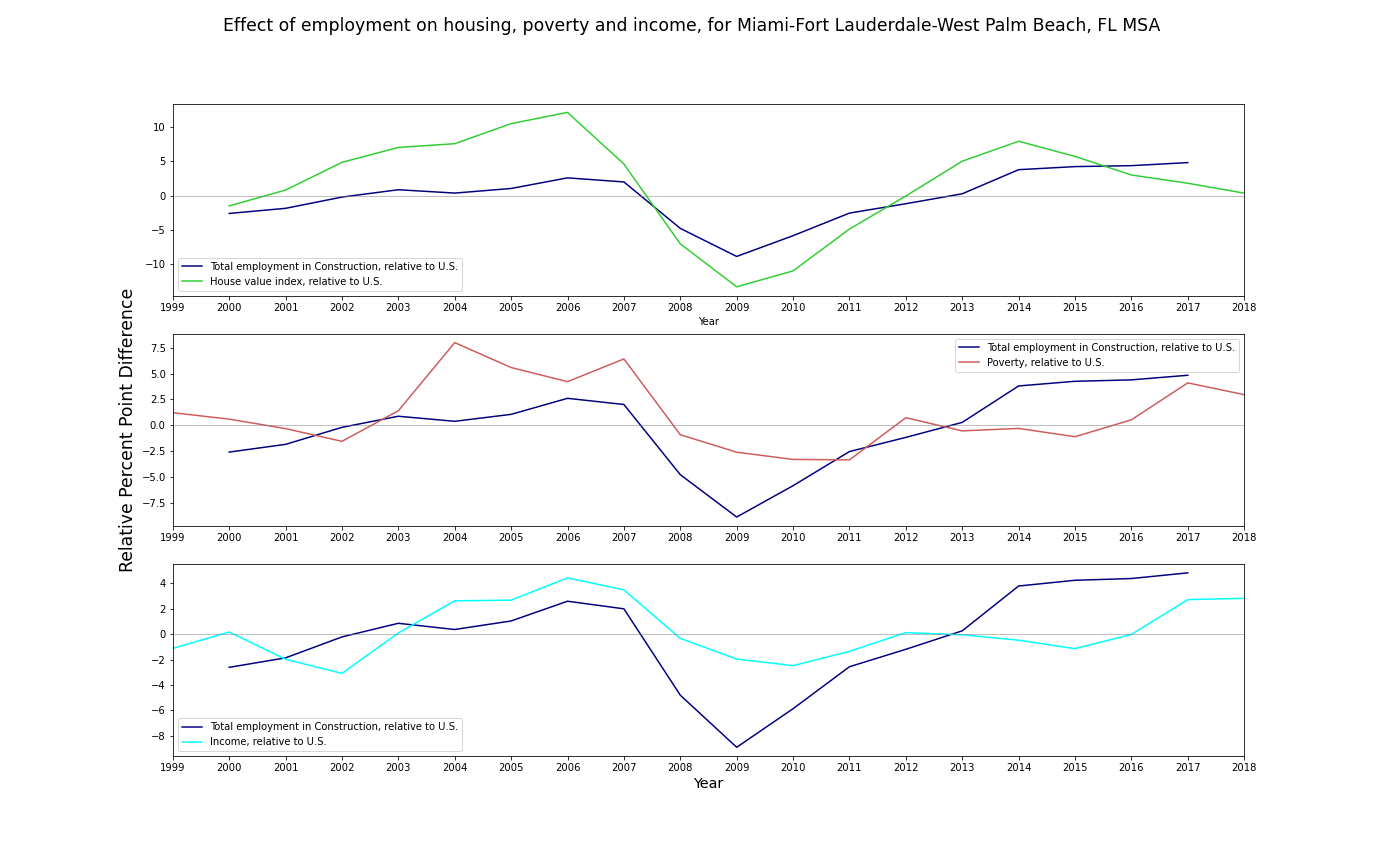 Effect of employment on housing, poverty and income, for Miami-Fort Lauderdale-West Palm Beach, FL MSA
Relative Percent Point Difference
10
5
0
−5
−10
Total employment in Construction, relative to U.S.
House value index, relative to U.S.
1999 2000 2001 2002 2003 2004 2005 2006 2007 2008 2009 2010 2011 2012 2013 2014 2015 2016 2017 2018
Year
7.5
5.0
2.5
0.0
−2.5
−5.0
−7.5
Total employment in Construction, relative to U.S.
Poverty, relative to U.S.
1999 2000 2001 2002 2003 2004 2005 2006 2007 2008 2009 2010 2011 2012 2013 2014 2015 2016 2017 2018
4
2
0
−2
−4
−6
−8
Total employment in Construction, relative to U.S.
Income, relative to U.S.
1999 2000 2001 2002 2003 2004 2005 2006 2007 2008 2009 2010 2011 2012 2013 2014 2015 2016 2017 2018
Year